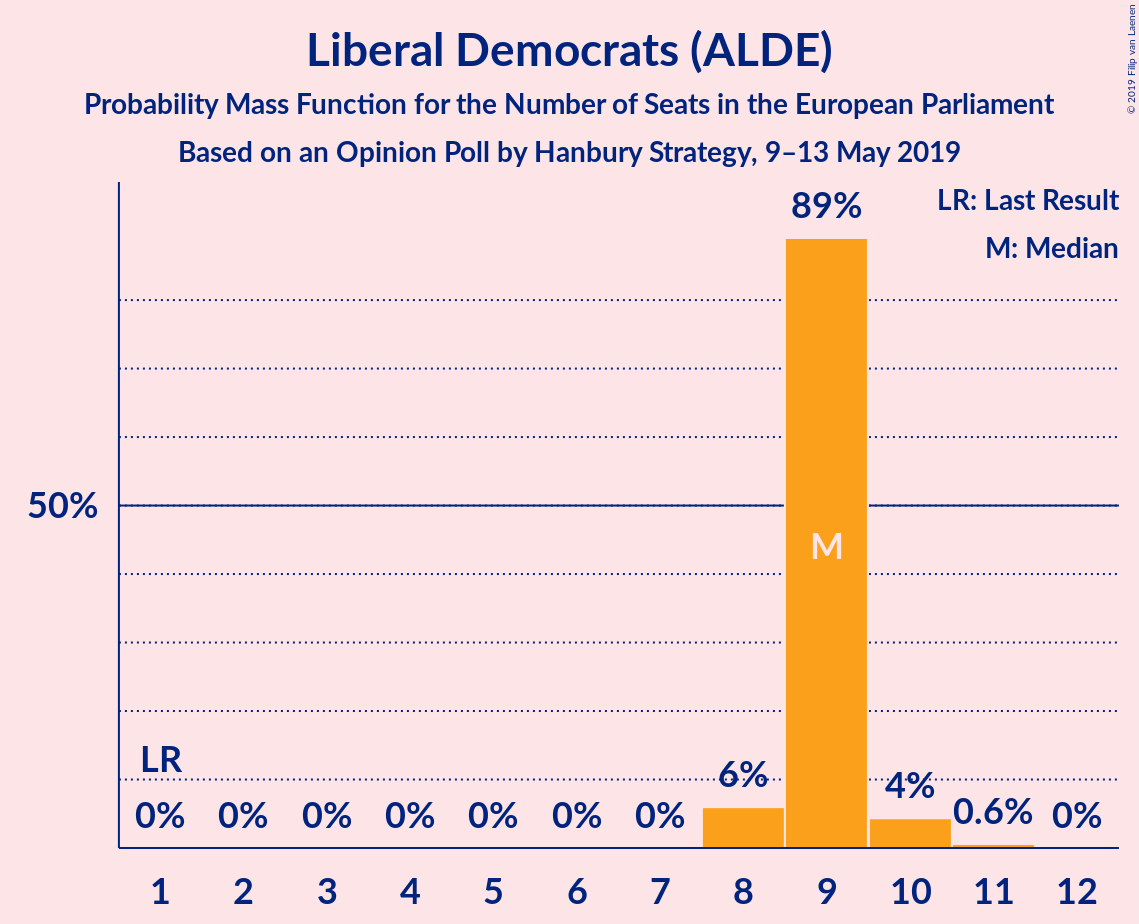 Liberal Democrats (ALDE)
Probability Mass Function for the Number of Seats in the European Parliament
Based on an Opinion Poll by Hanbury Strategy, 9–13 May 2019
© 2019 Filip van Laenen
LR: Last Result
M: Median
89%
50%
M
LR
0% 0% 0% 0% 0% 0% 0% 6% 4% 0.6% 0%
1 2 3 4 5 6 7 8 9 10 11 12